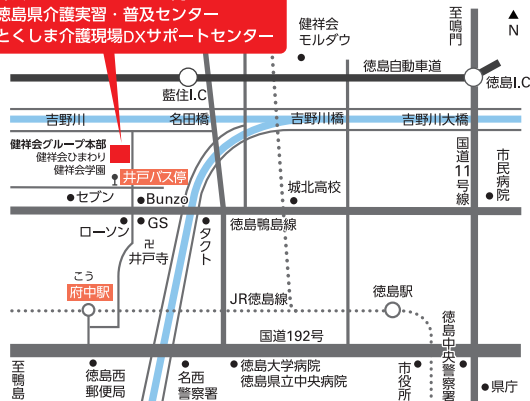 徳島県介護実習・普及センター
とくしま介護現場DXサポートセンター
健祥会
モルダウ
至鳴門
N
徳島自動車道
藍住I.C
徳島I.C
吉野川
名田橋
吉野川橋
吉野川大橋
健祥会グループ本部
健祥会ひまわり
健祥会学園
井戸バス停
国道11号線
市民病院
セブン
Bunzo
城北高校
ローソン
GS
タクト
徳島鴨島線
卍
井戸寺
こう
府中駅
JR徳島線
徳島駅
国道192号
至鴨島
徳島西
郵便局
名西
警察署
徳島大学病院
徳島県立中央病院
市役所
徳島中央警察署
県庁